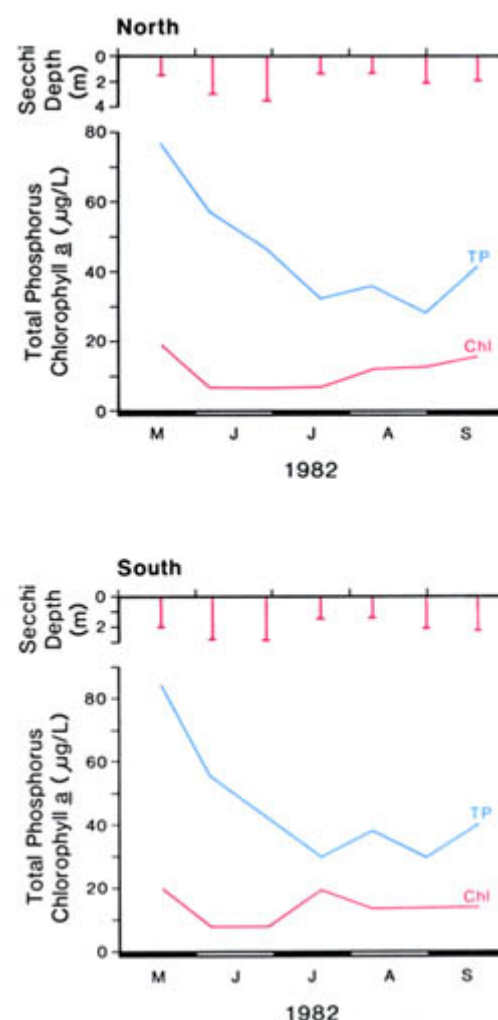 North
Secchi
Depth
(m)
0
2
4
Total Phosphorus
Chlorophyll a (µg/L)
80
60
40
20
0
TP
Chl
M J J A S
1982
South
Secchi
Depth
(m)
0
2
Total Phosphorus
Chlorophyll a (µg/L)
80
60
40
20
0
TP
Chl
M J J A S
1982